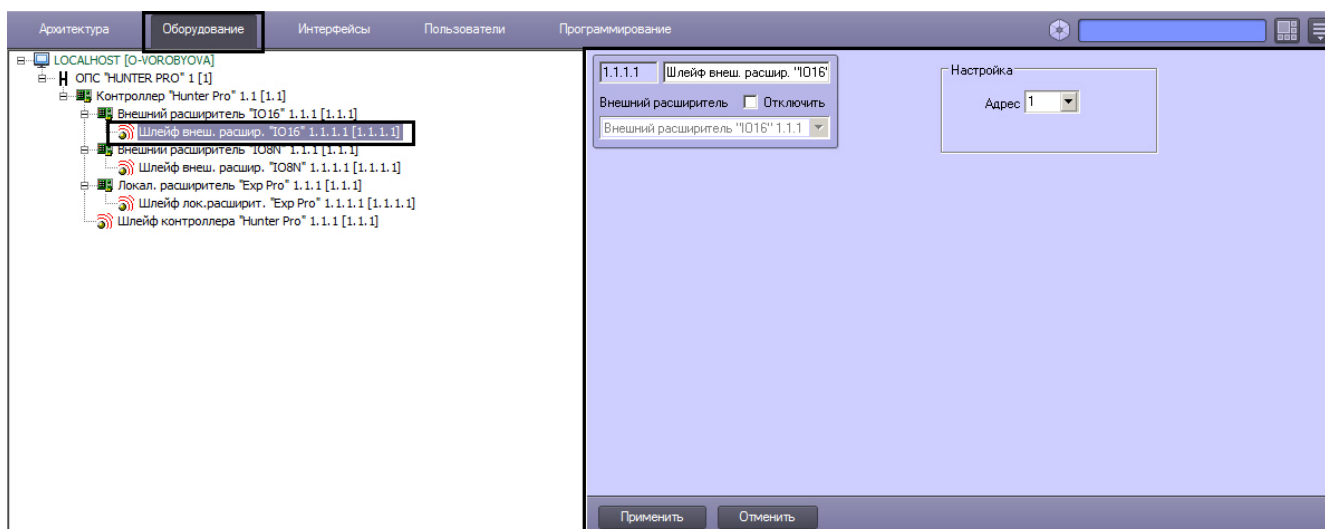 Архитектура Оборудование Интерфейсы Пользователи Программирование
LOCALHOST [O-VOROBYOVA]
ОПС "HUNTER PRO" 1 [1]
Контроллер "Hunter Pro" 1.1 [1.1]
Внешний расширитель "IO16" 1.1.1 [1.1.1]
Шлейф внеш. расшир. "IO16" 1.1.1.1 [1.1.1.1]
Внешний расширитель "IO8N" 1.1.1 [1.1.1]
Шлейф внеш. расшир. "IO8N" 1.1.1.1 [1.1.1.1]
Локал. расширитель "Exp Pro" 1.1.1 [1.1.1]
Шлейф лок.расширит. "Exp Pro" 1.1.1.1 [1.1.1.1]
Шлейф контроллера "Hunter Pro" 1.1.1 [1.1.1]
1.1.1.1 Шлейф внеш. расшир. "IO16"
Внешний расширитель Отключить
Внешний расширитель "IO16" 1.1.1
Настройка
Адрес 1
Применить Отменить